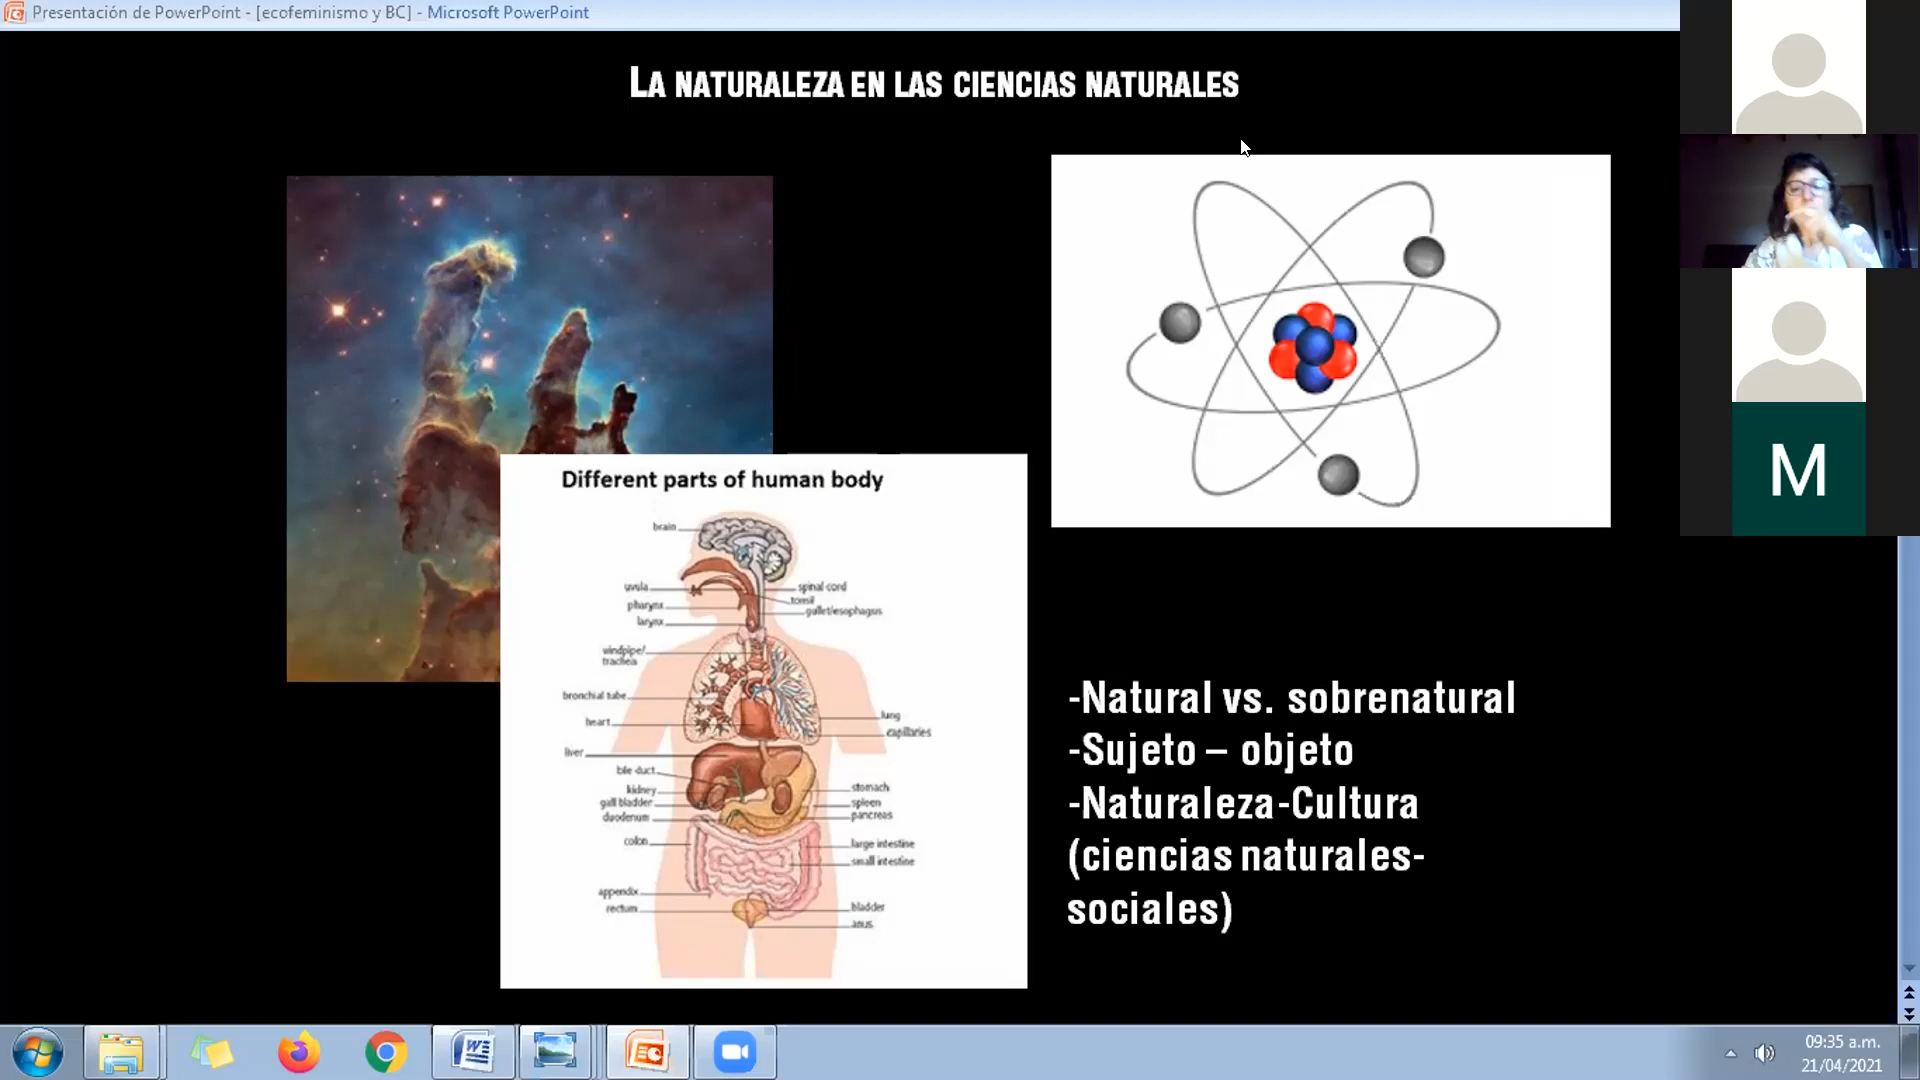 Presentación de PowerPoint - [ecofeminismo y BC] - Microsoft PowerPoint
LA NATURALEZA EN LAS CIENCIAS NATURALES
Different parts of human body
brain
uvula
pharynx
larynx
windpipe/
trachea
bronchial tube
heart
liver
bile duct
kidney
gall bladder
duodenum
colon
appendix
rectum
spinal cord
tonsil
gullet/esophagus
lung
capillaries
stomach
spleen
pancreas
large intestine
small intestine
bladder
anus
-Natural vs. sobrenatural
-Sujeto – objeto
-Naturaleza-Cultura
(ciencias naturales-
sociales)
M
09:35 a.m.
21/04/2021